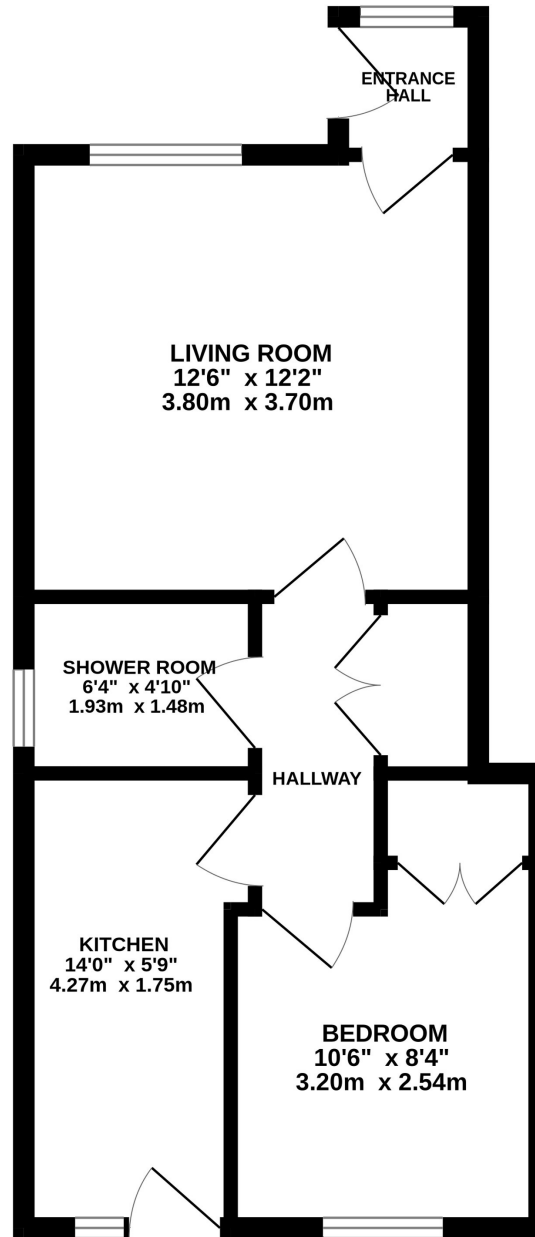 ENTRANCE
HALL
LIVING ROOM
12'6" x 12'2"
3.80m x 3.70m
SHOWER ROOM
6'4" x 4'10"
1.93m x 1.48m
HALLWAY
KITCHEN
14'0" x 5'9"
4.27m x 1.75m
BEDROOM
10'6" x 8'4"
3.20m x 2.54m